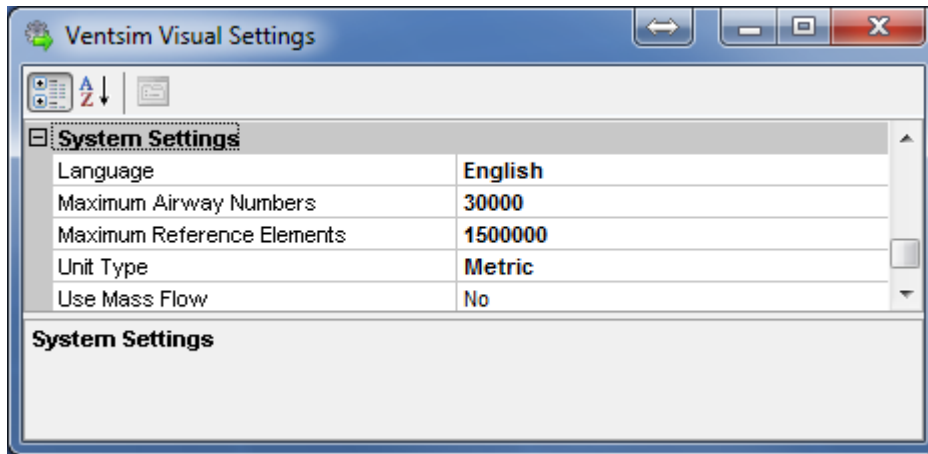 Ventsim Visual Settings
System Settings
Language English
Maximum Airway Numbers 30000
Maximum Reference Elements 1500000
Unit Type Metric
Use Mass Flow No
System Settings